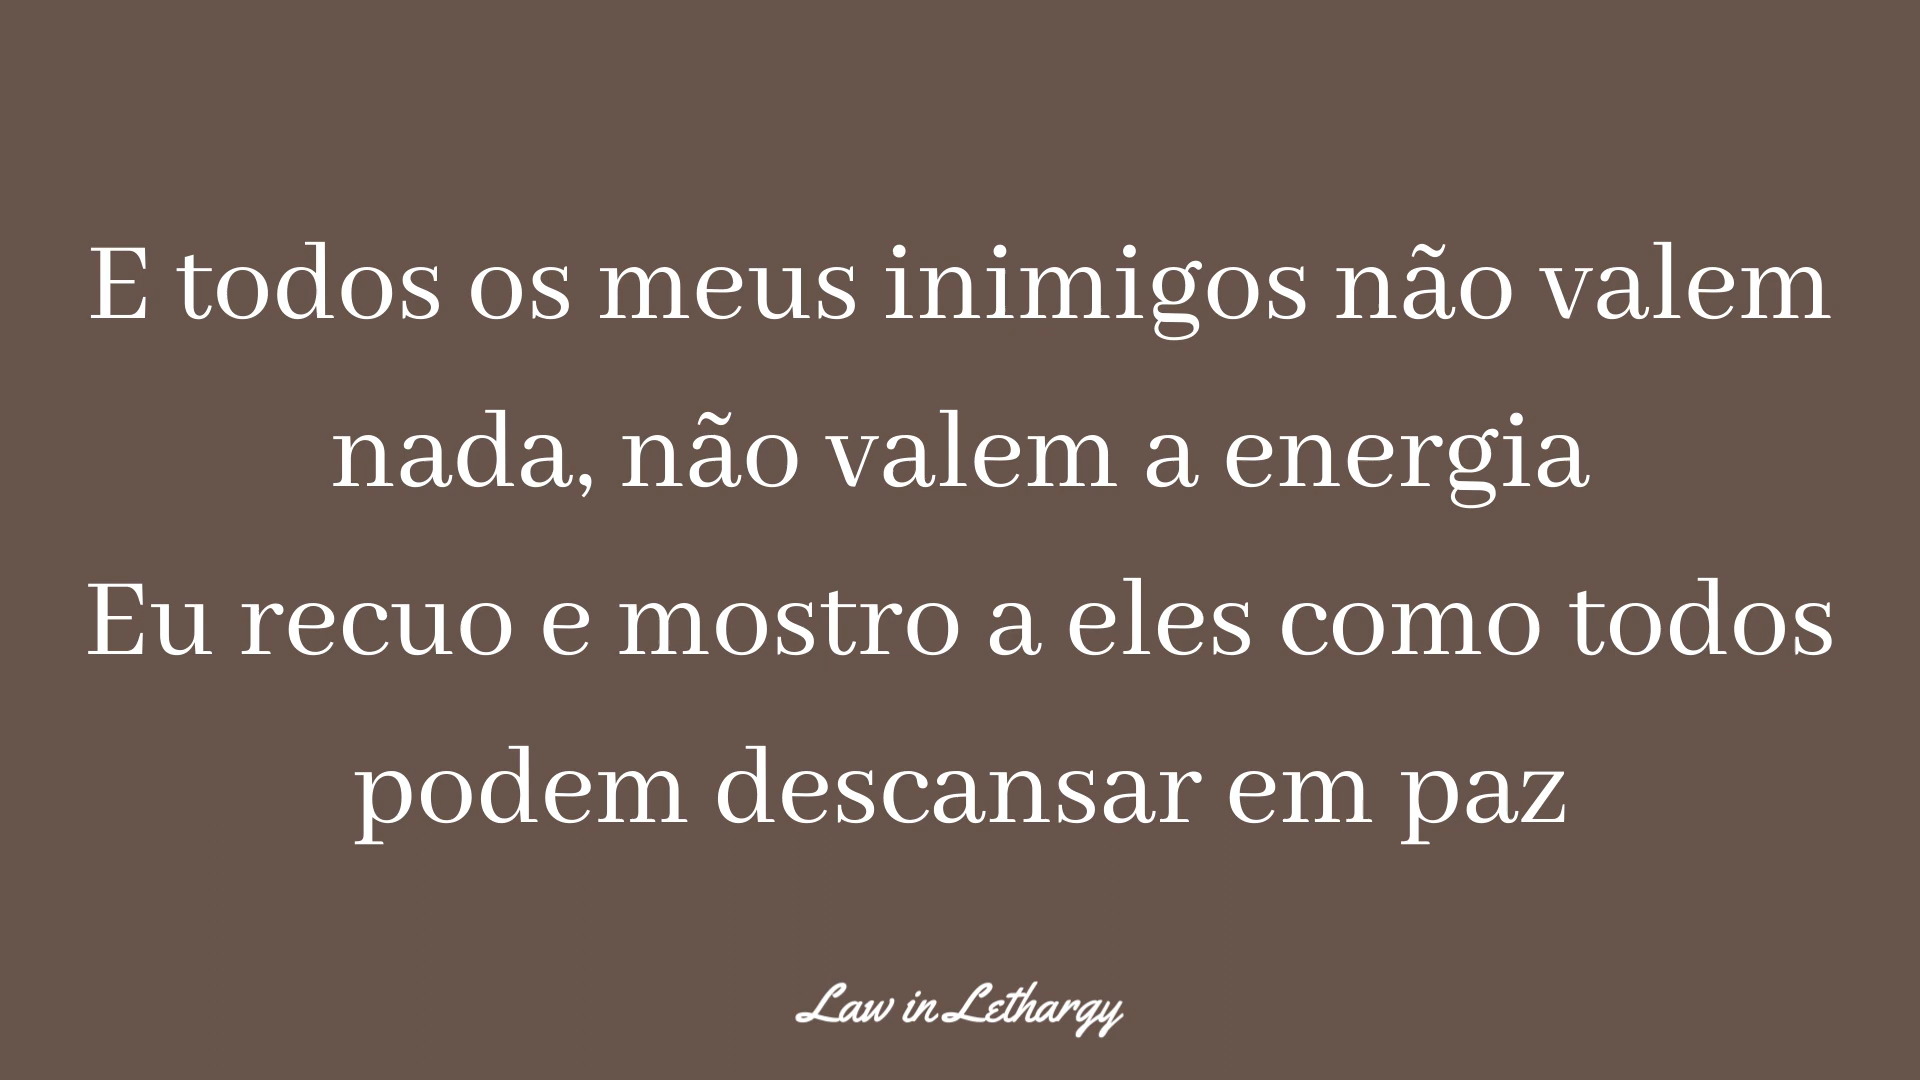 E todos os meus inimigos não valem
nada, não valem a energia
Eu recuo e mostro a eles como todos
podem descansar em paz
Law in Lethargy